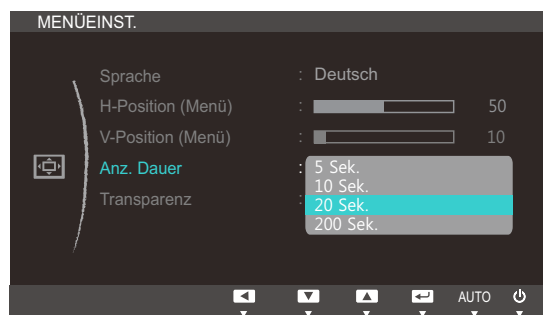 MENÜEINST.
Sprache : Deutsch
H-Position (Menü) : 50
V-Position (Menü) : 10
Anz. Dauer : 5 Sek.
10 Sek.
Transparenz : 20 Sek.
200 Sek.
AUTO